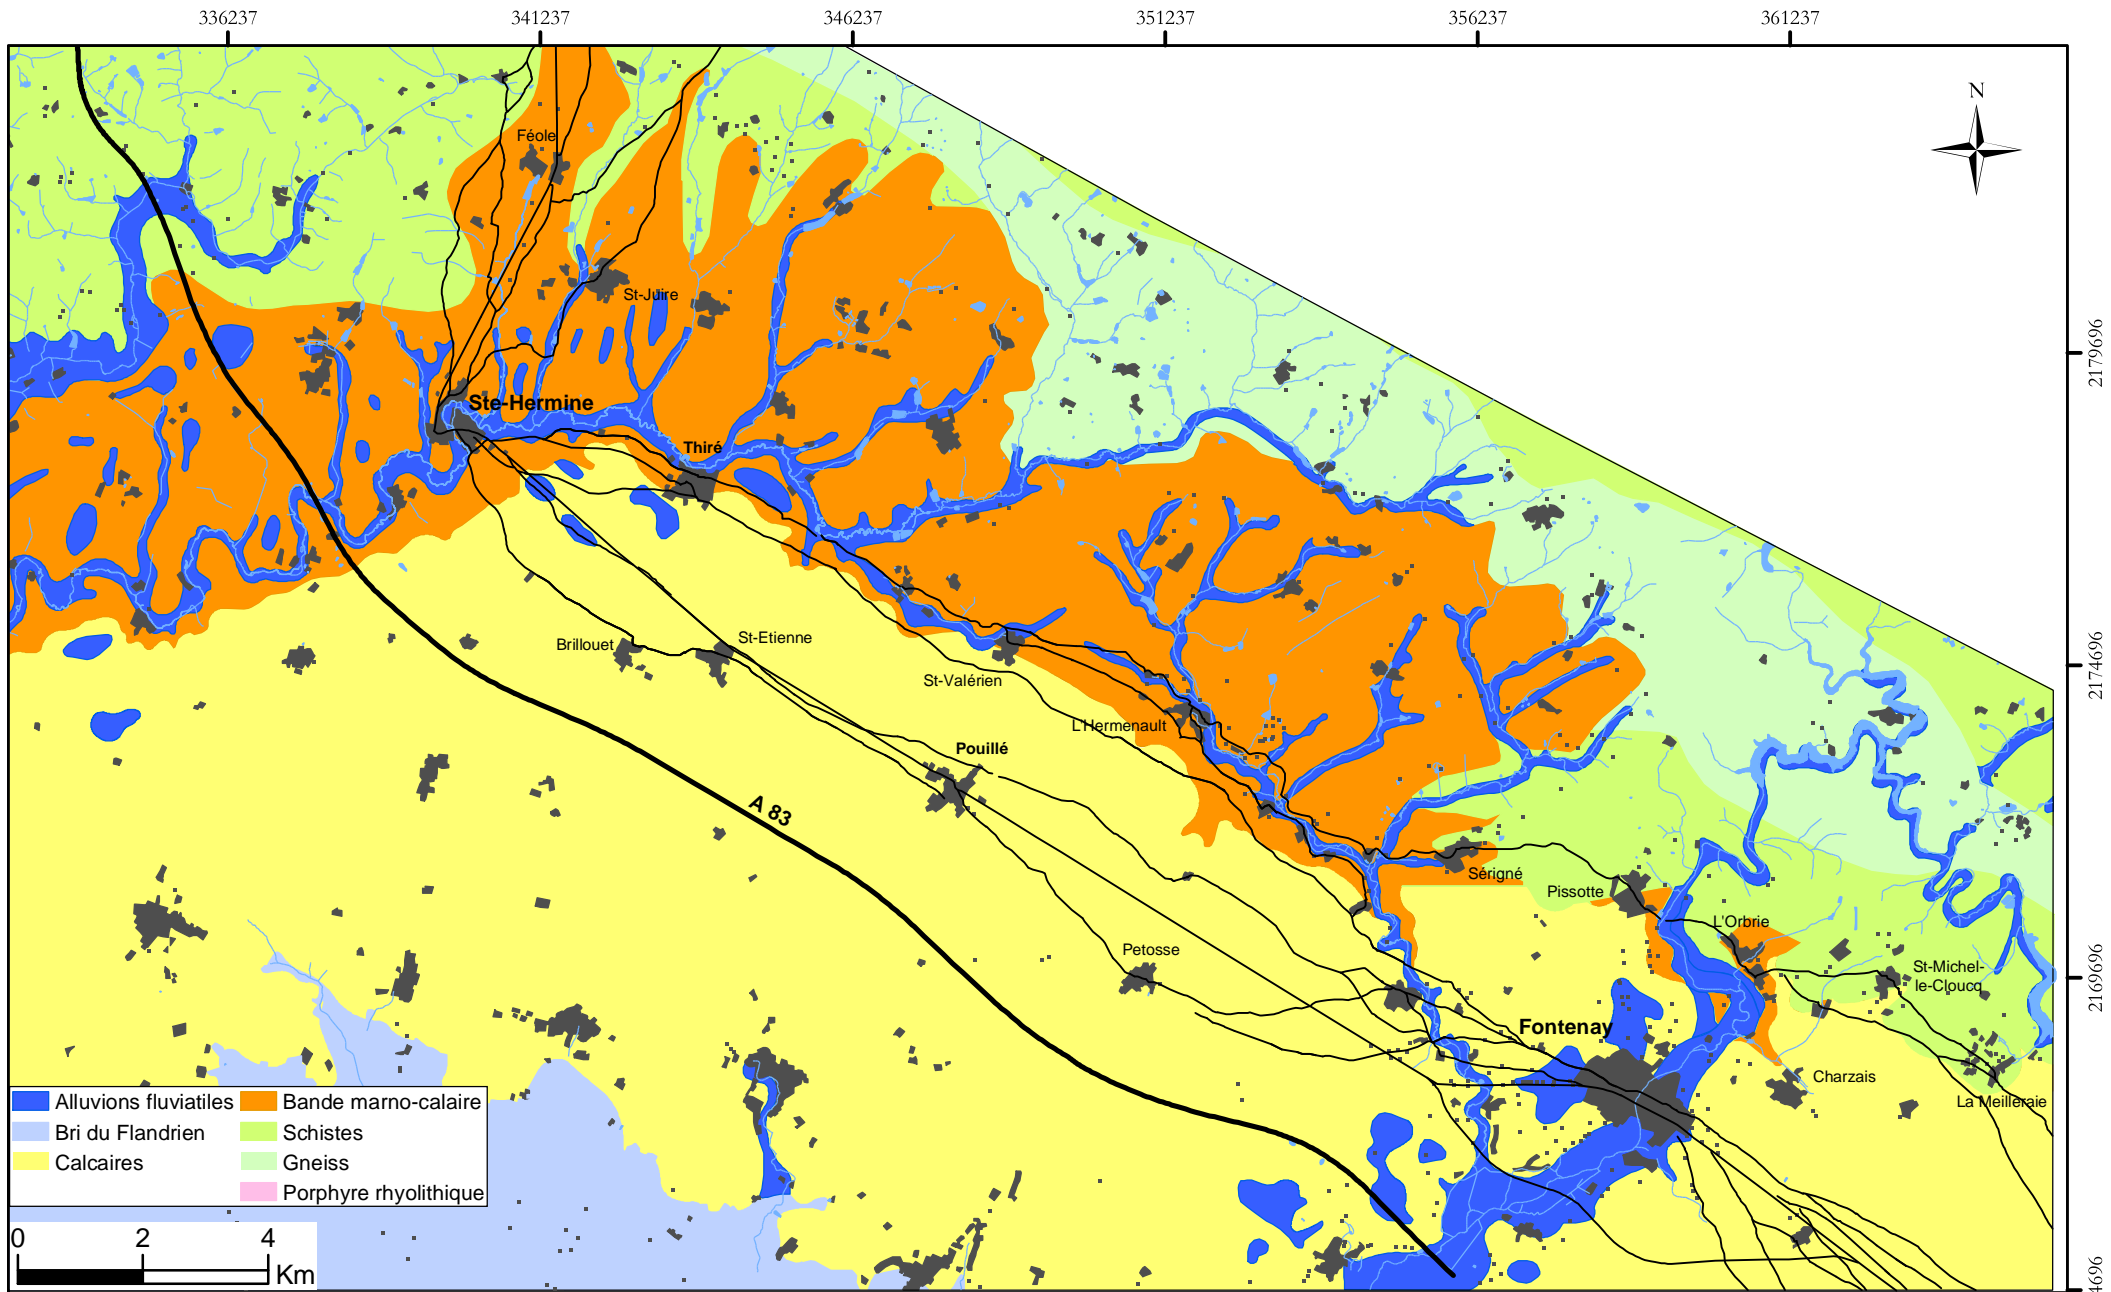 336237 341237 346237 351237 356237 361237
N
Féole
St-Juire
2179696
Ste-Hermine
Thiré
St-Etienne
Brillouet
2174696
St-Valérien
L'Hermenault
Pouillé
A 83
Sérigné
Pissotte
L'Orbrie
Petosse
St-Michel-
le-Cloucq
2169696
Fontenay
Charzais
La Meilleraie
Alluvions fluviatiles
Bri du Flandrien
Calcaires
Bande marno-calaire
Schistes
Gneiss
Porphyre rhyolithique
0 2 4
Km
4696